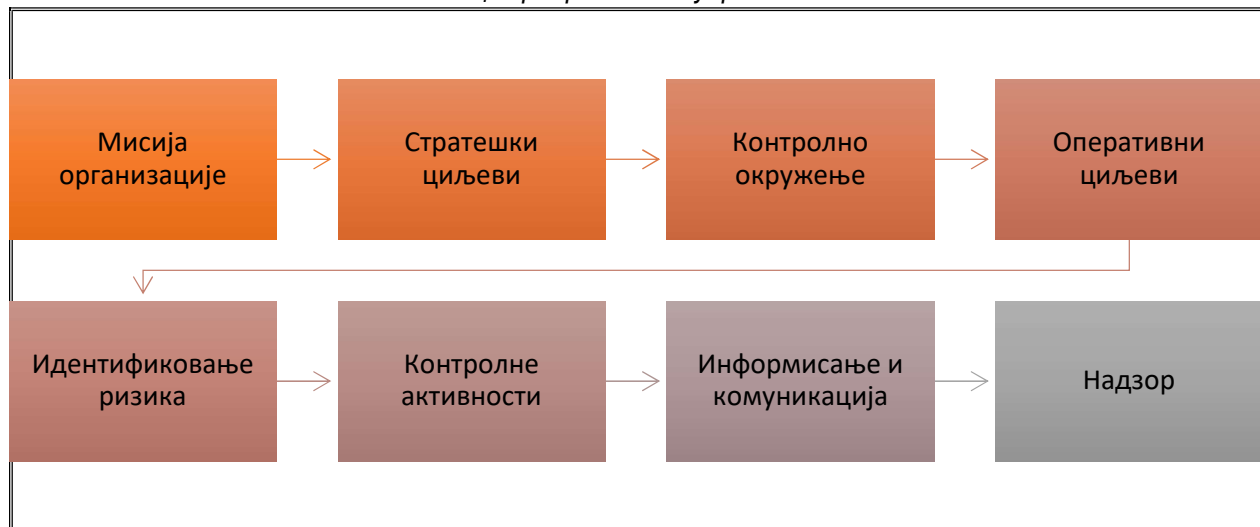 Мисија
организације
Стратешки
циљеви
Контролно
окружење
Оперативни
циљеви
Идентификовање
ризика
Контролне
активности
Информисање и
комуникација
Надзор